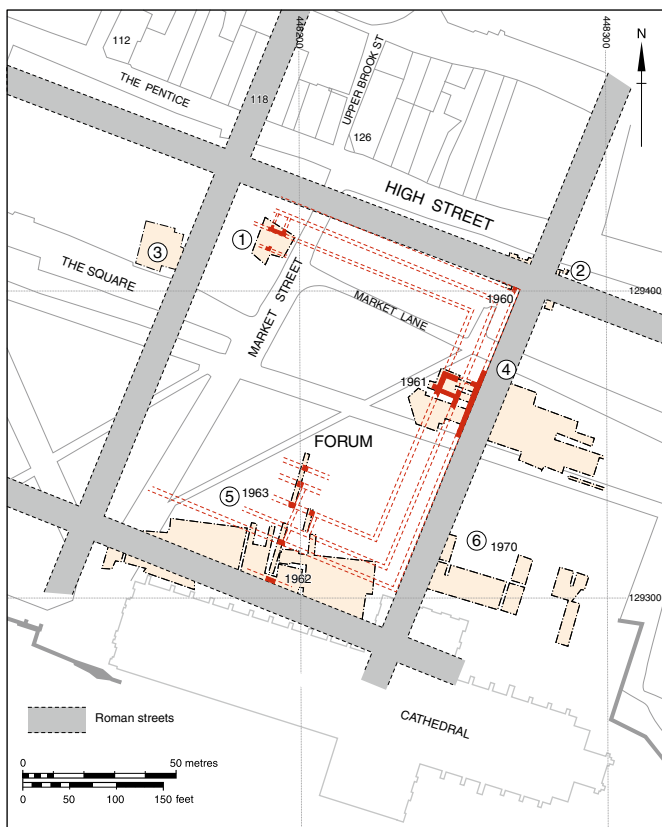 448200
448300
N
112
THE PENTICE
UPPER BROOK ST
118
126
HIGH STREET
1
3
2
THE SQUARE
MARKET STREET
1960
129400
MARKET LANE
4
1961
FORUM
5
1963
6
1970
1962
129300
Roman streets
CATHEDRAL
0 50 metres
0 50 100 150 feet